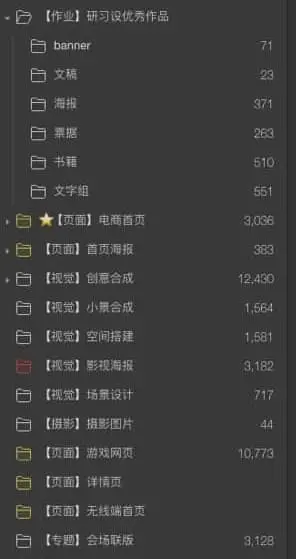 【作业】研习设优秀作品
banner 71
文稿 23
海报 371
票据 263
书籍 510
文字组 551
【页面】电商首页 3,036
【页面】首页海报 383
【视觉】创意合成 12,430
【视觉】小景合成 1,564
【视觉】空间搭建 1,581
【视觉】影视海报 3,182
【视觉】场景设计 717
【摄影】摄影图片 44
【页面】游戏网页 10,773
【页面】详情页
【页面】无线端首页
【专题】会场联版 3,128